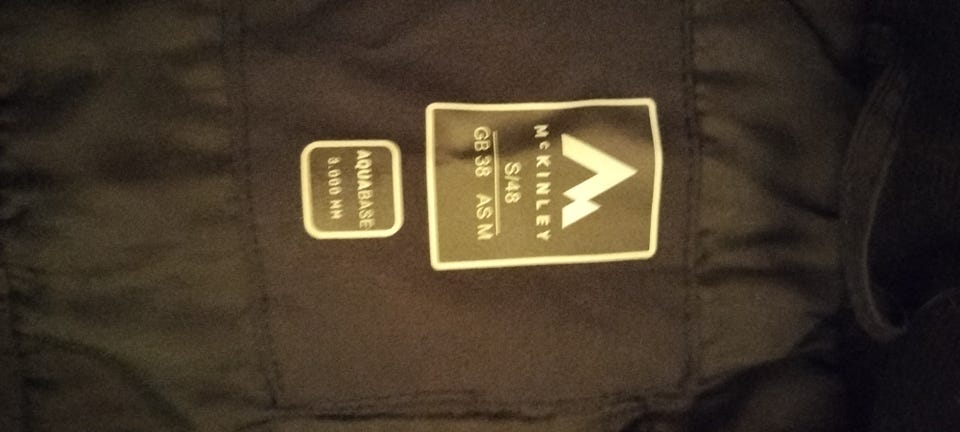 McKINLEY
S/48
GB 38 AS M
AQUABASE
3.000 MM